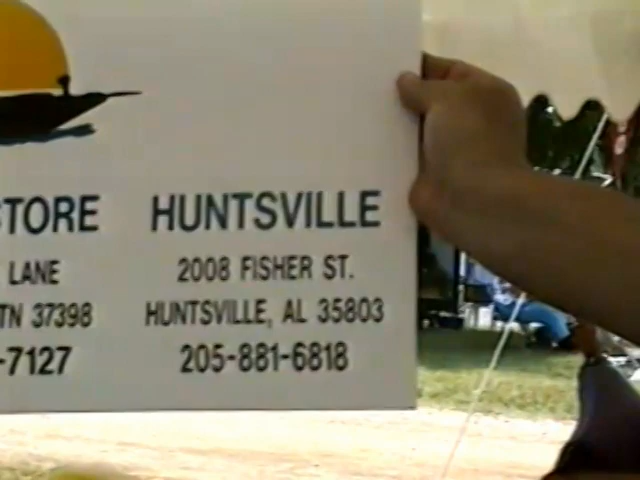 STORE HUNTSVILLE
LANE 2008 FISHER ST.
TN 37398 HUNTSVILLE, AL 35803
-7127 205-881-6818